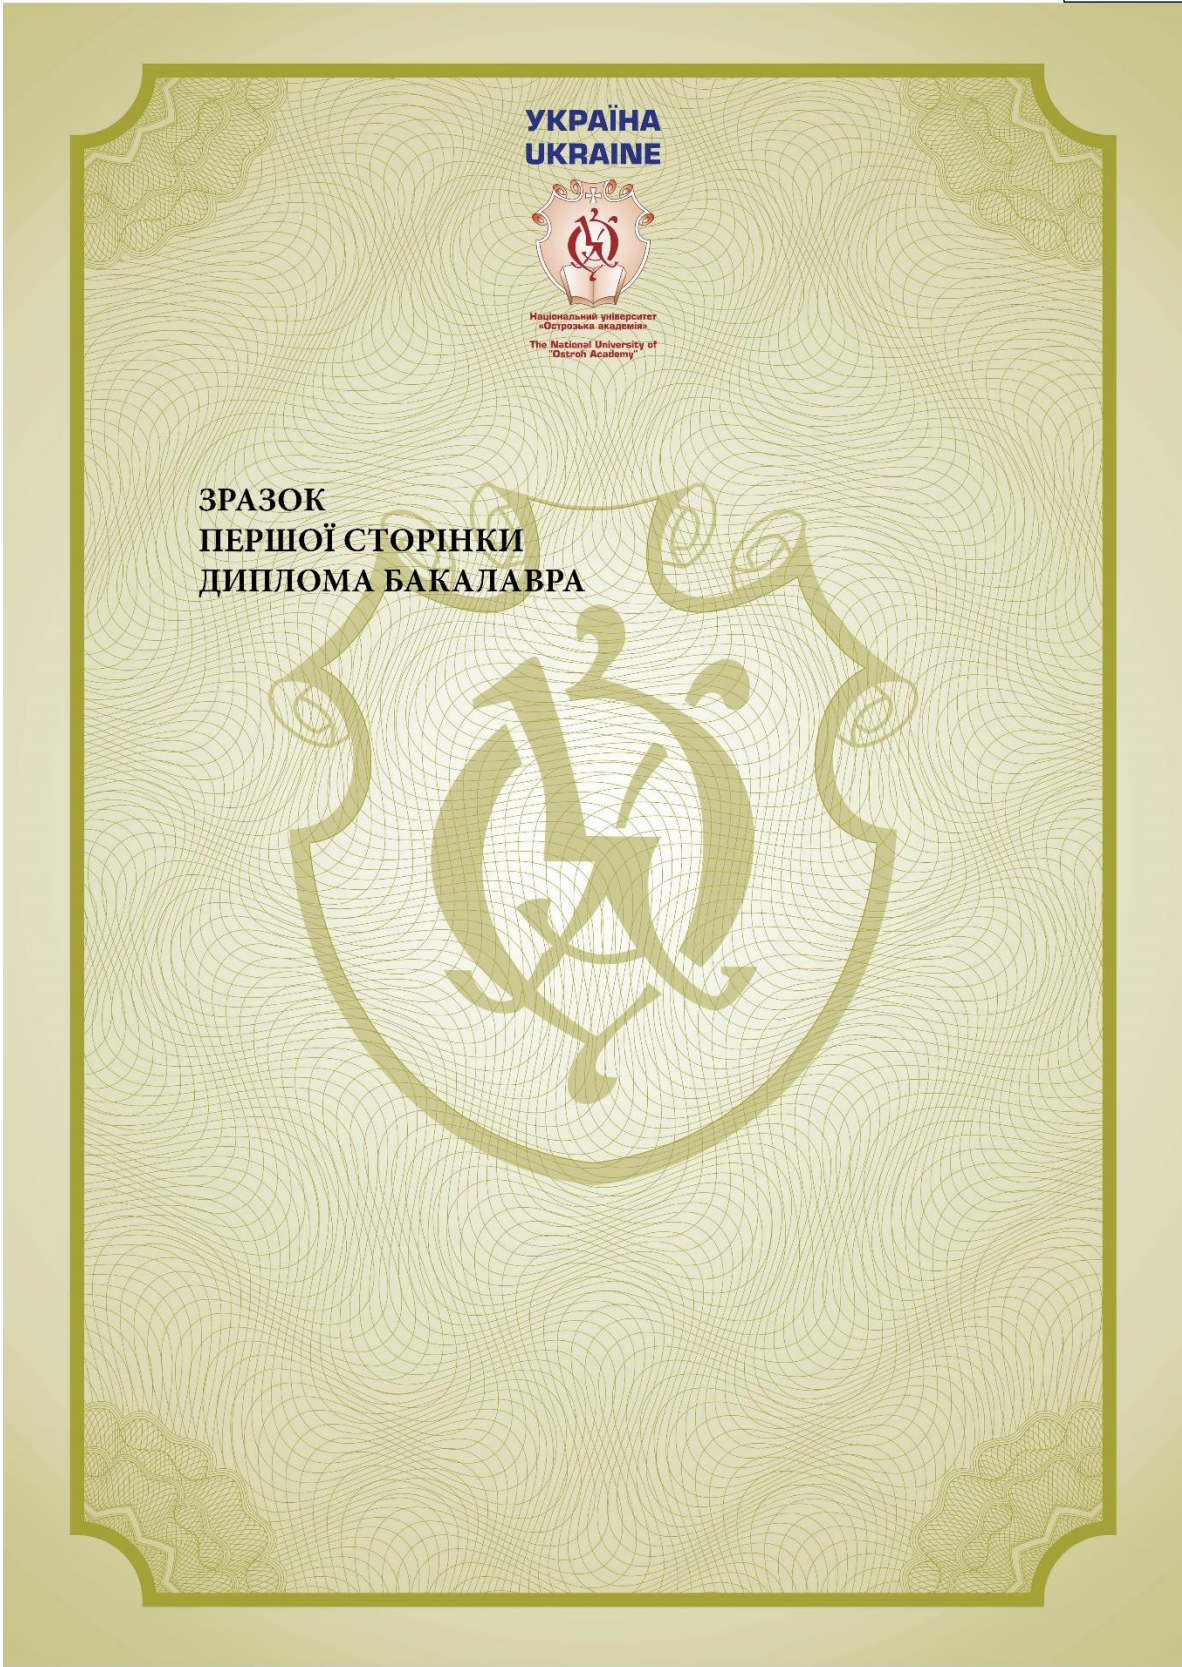 УКРАЇНА
UKRAINE
Національний університет
«Острозька академія»
The National University of
"Ostroh Academy"
ЗРАЗОК
ПЕРШОЇ СТОРІНКИ
ДИПЛОМА БАКАЛАВРА